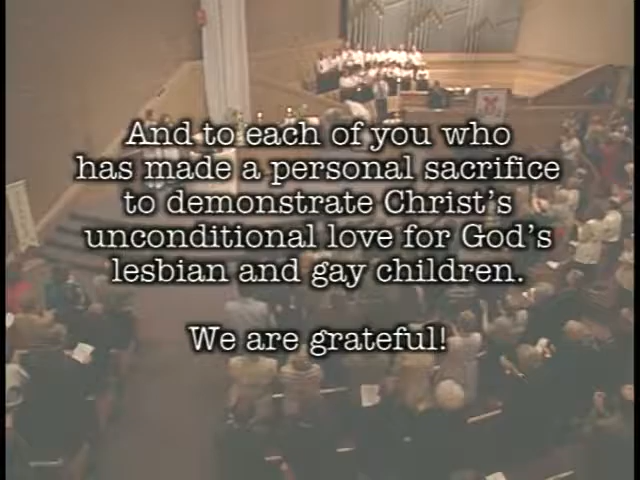 And to each of you who
has made a personal sacrifice
to demonstrate Christ's
unconditional love for God's
lesbian and gay children.
We are grateful!